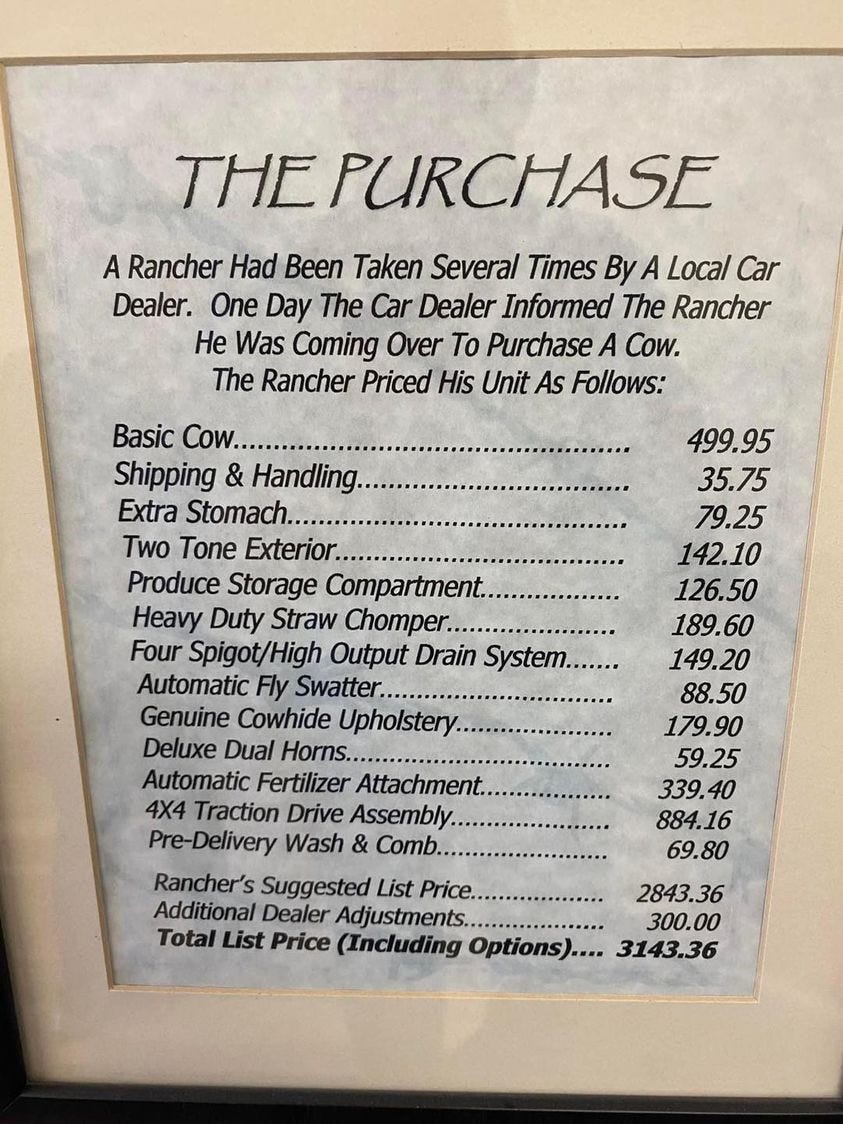 THE PURCHASE
A Rancher Had Been Taken Several Times By A Local Car
Dealer. One Day The Car Dealer Informed The Rancher
He Was Coming Over To Purchase A Cow.
The Rancher Priced His Unit As Follows:
Basic Cow................................................. 499.95
Shipping & Handling.................................. 35.75
Extra Stomach.......................................... 79.25
Two Tone Exterior.................................... 142.10
Produce Storage Compartment................. 126.50
Heavy Duty Straw Chomper..................... 189.60
Four Spigot/High Output Drain System....... 149.20
Automatic Fly Swatter.............................. 88.50
Genuine Cowhide Upholstery.................... 179.90
Deluxe Dual Horns................................... 59.25
Automatic Fertilizer Attachment................. 339.40
4X4 Traction Drive Assembly..................... 884.16
Pre-Delivery Wash & Comb....................... 69.80
Rancher's Suggested List Price................... 2843.36
Additional Dealer Adjustments.................... 300.00
Total List Price (Including Options).... 3143.36